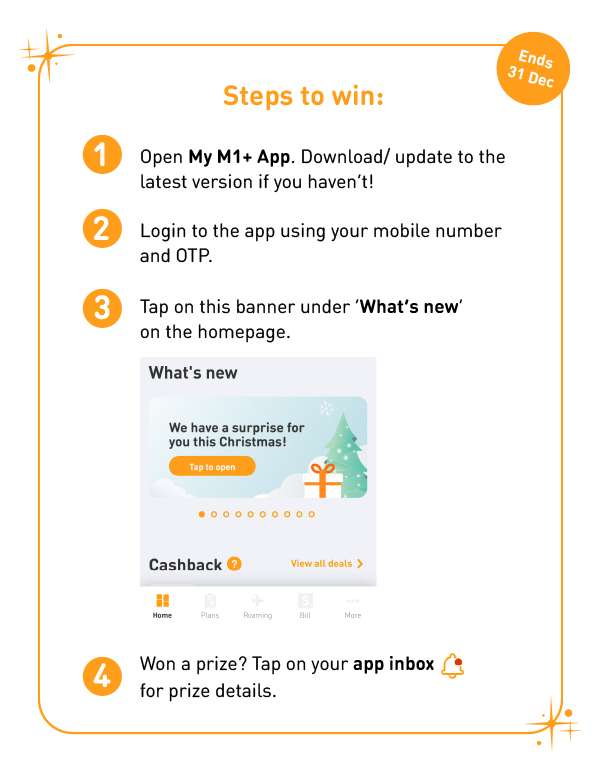 Ends
31 Dec
Steps to win:
1
Open My M1+ App. Download/ update to the
latest version if you haven't!
2
Login to the app using your mobile number
and OTP.
3
Tap on this banner under ‘What's new’
on the homepage.
What's new
We have a surprise for
you this Christmas!
Tap to open
Cashback ?
View all deals
Home Plans Roaming Bill More
4
Won a prize? Tap on your app inbox
for prize details.